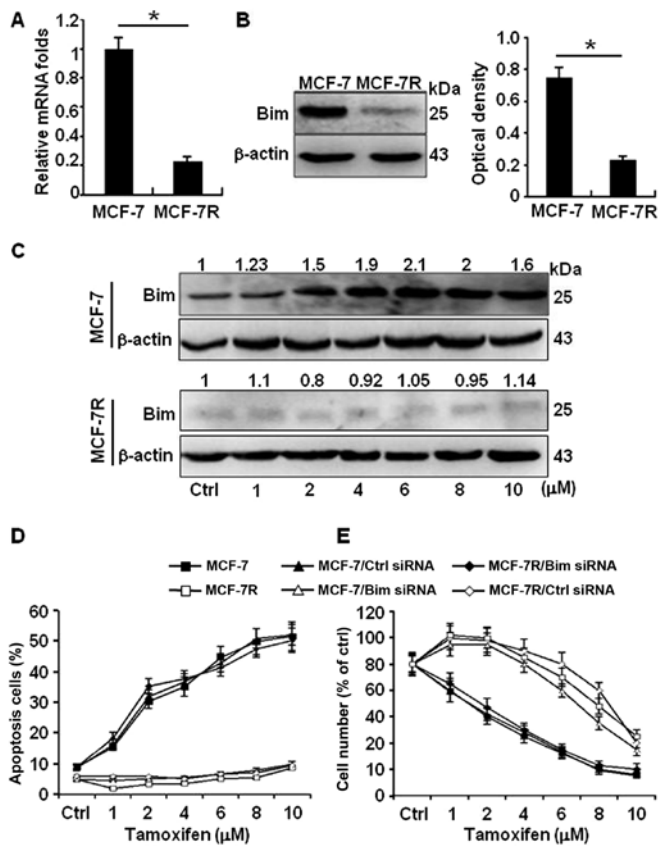 A
Relative mRNA folds
1.2
1
0.8
0.6
0.4
0.2
0
*
MCF-7
MCF-7R
B
MCF-7 MCF-7R kDa
Bim
25
β-actin
43
Optical density
1.0
0.8
0.6
0.4
0.2
0
*
MCF-7
MCF-7R
C
1 1.23 1.5 1.9 2.1 2 1.6 kDa
MCF-7
Bim
25
β-actin
43
1 1.1 0.8 0.92 1.05 0.95 1.14
MCF-7R
Bim
25
β-actin
43
Ctrl 1 2 4 6 8 10 (μM)
D
E
MCF-7 MCF-7/Ctrl siRNA MCF-7R/Bim siRNA
MCF-7R MCF-7/Bim siRNA MCF-7R/Ctrl siRNA
Apoptosis cells (%)
60
50
40
30
20
10
0
Ctrl 1 2 4 6 8 10
Tamoxifen (μM)
Cell number (% of ctrl)
120
100
80
60
40
20
10
0
Ctrl 1 2 4 6 8 10
Tamoxifen (μM)